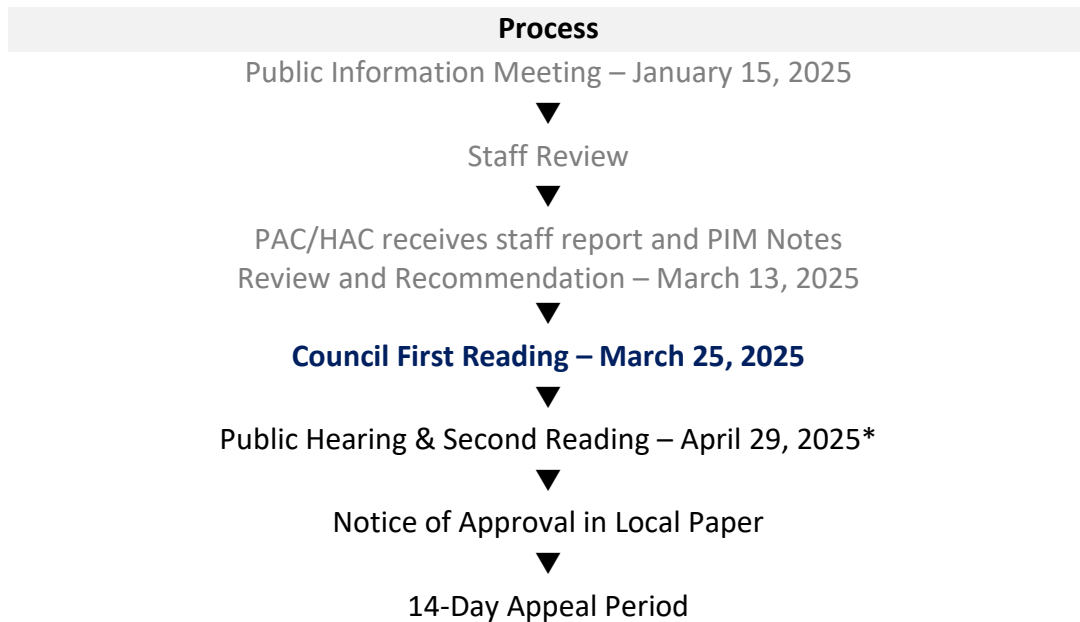 Process
Public Information Meeting – January 15, 2025
Staff Review
PAC/HAC receives staff report and PIM Notes
Review and Recommendation – March 13, 2025
Council First Reading – March 25, 2025
Public Hearing & Second Reading – April 29, 2025*
Notice of Approval in Local Paper
14-Day Appeal Period